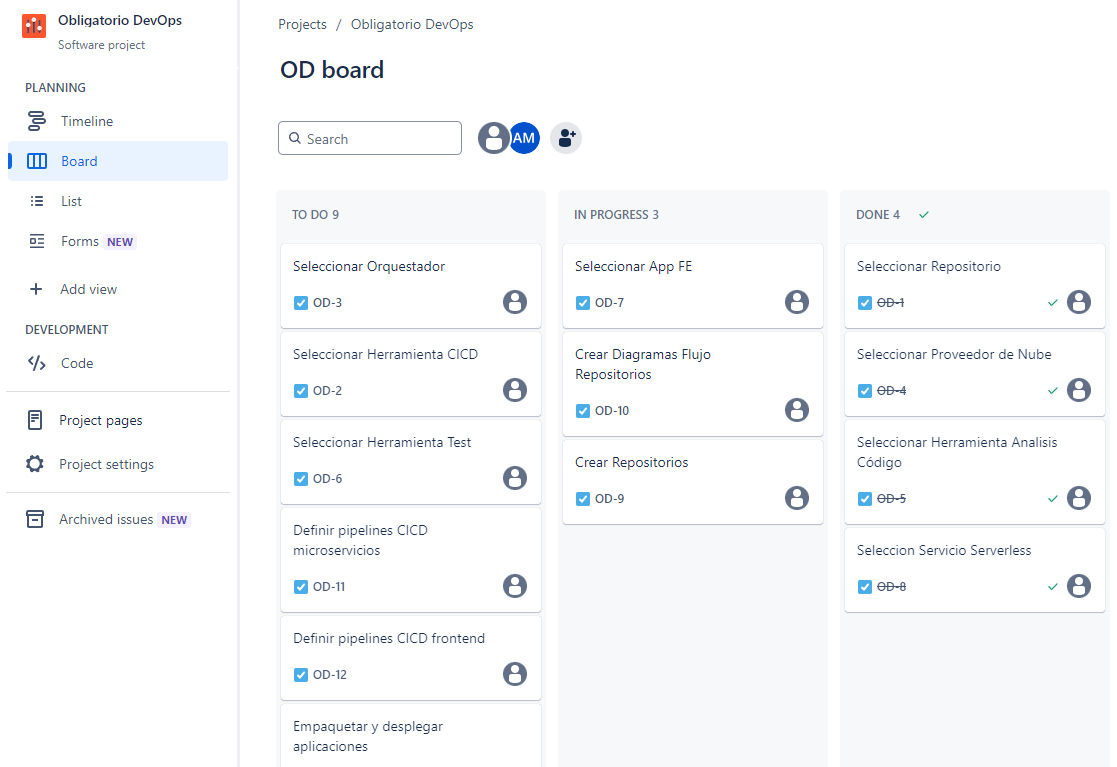 Obligatorio DevOps
Software project
PLANNING
Timeline
Board
List
Forms NEW
Add view
DEVELOPMENT
Code
Project pages
Project settings
Archived issues NEW
Projects / Obligatorio DevOps
OD board
Search
AM
TO DO 9
Seleccionar Orquestador
OD-3
Seleccionar Herramienta CICD
OD-2
Seleccionar Herramienta Test
OD-6
Definir pipelines CICD
microservicios
OD-11
Definir pipelines CICD frontend
OD-12
Empaquetar y desplegar
aplicaciones
IN PROGRESS 3
Seleccionar App FE
OD-7
Crear Diagramas Flujo
Repositorios
OD-10
Crear Repositorios
OD-9
DONE 4
Seleccionar Repositorio
OD-1
Seleccionar Proveedor de Nube
OD-4
Seleccionar Herramienta Analisis
Código
OD-5
Seleccion Servicio Serverless
OD-8